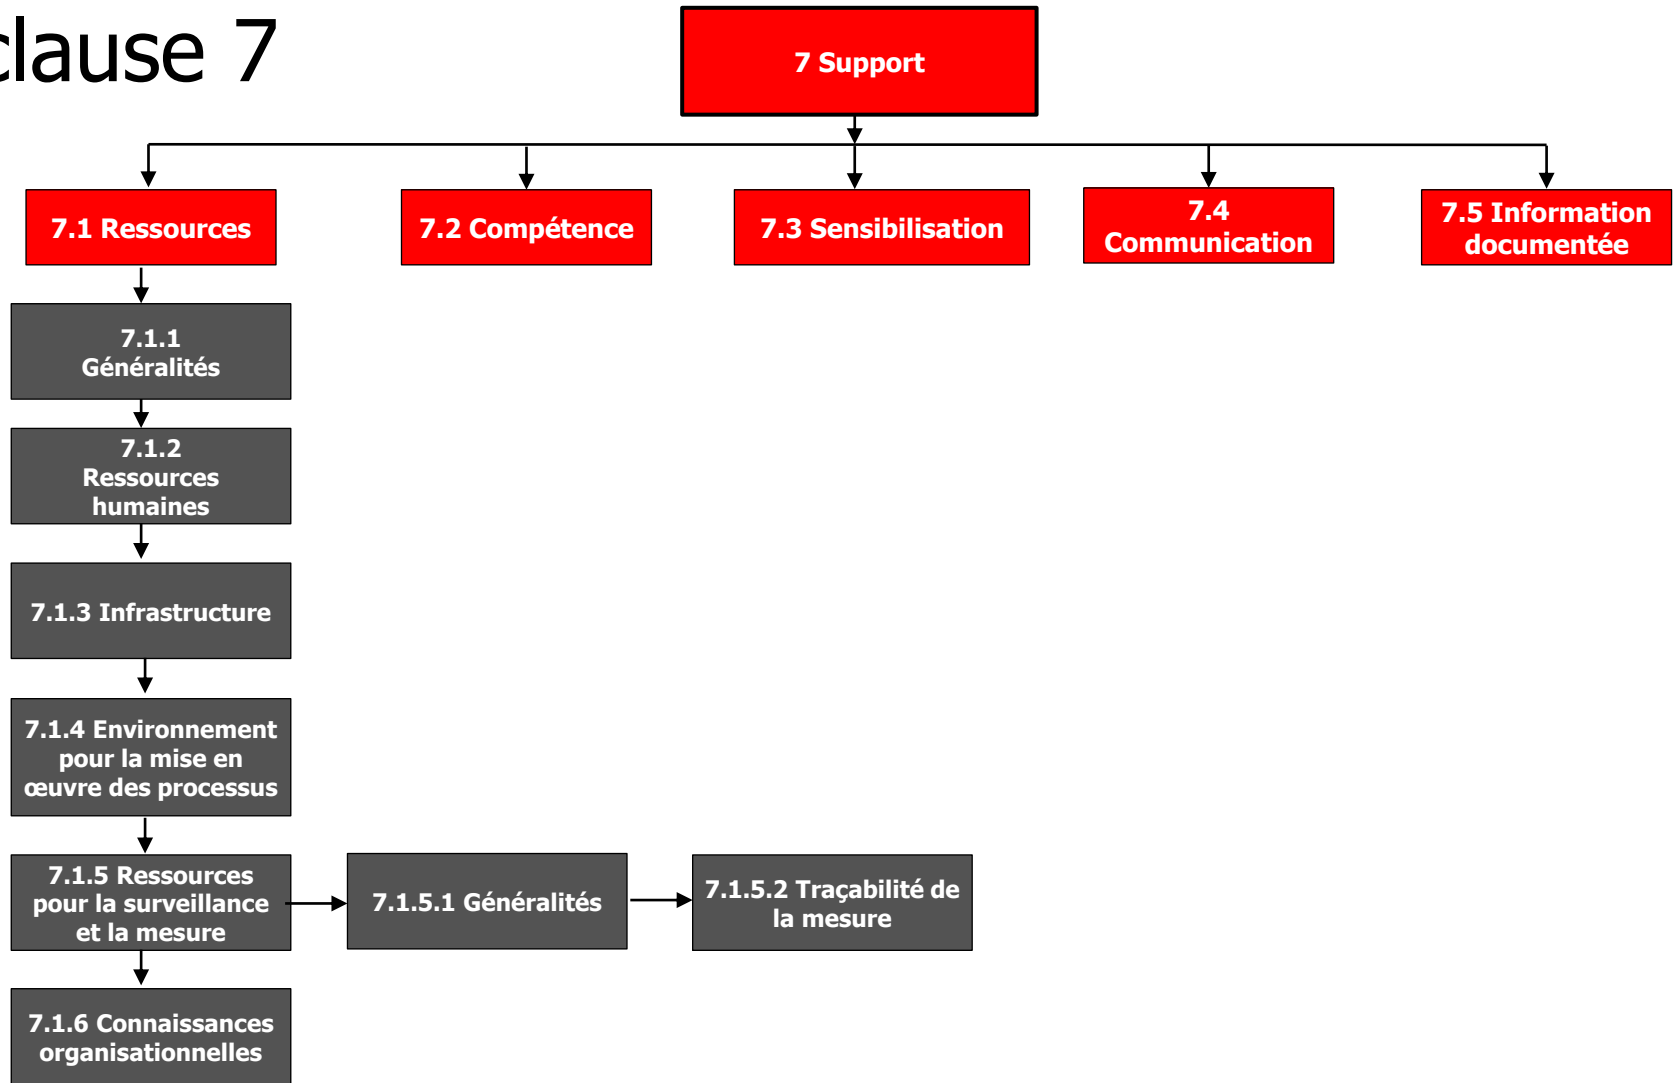 clause 7
7 Support
7.1 Ressources
7.2 Compétence
7.3 Sensibilisation
7.4
Communication
7.5 Information
documentée
7.1.1
Généralités
7.1.2
Ressources
humaines
7.1.3 Infrastructure
7.1.4 Environnement
pour la mise en
œuvre des processus
7.1.5 Ressources
pour la surveillance
et la mesure
7.1.5.1 Généralités
7.1.5.2 Traçabilité de
la mesure
7.1.6 Connaissances
organisationnelles